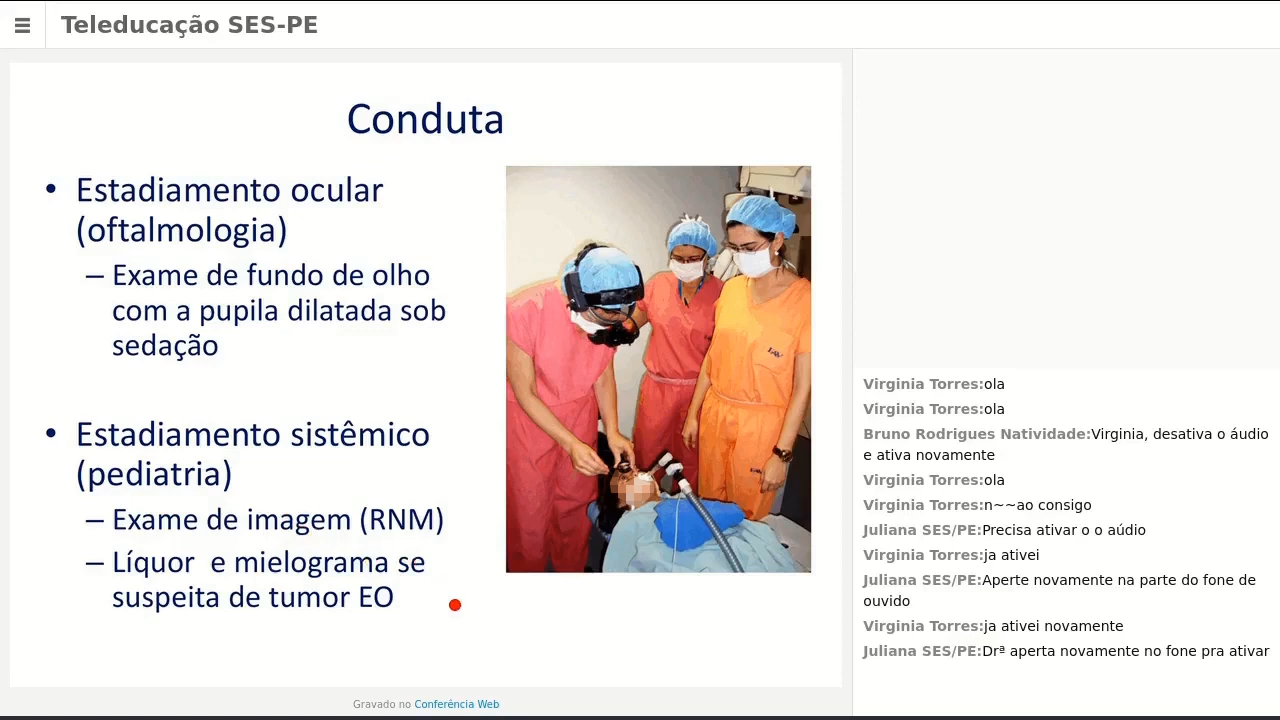 Teleducação SES-PE
Conduta
• Estadiamento ocular
(oftalmologia)
– Exame de fundo de olho
com a pupila dilatada sob
sedação
• Estadiamento sistêmico
(pediatria)
– Exame de imagem (RNM)
– Líquor e mielograma se
suspeita de tumor EO
Gravado no Conferência Web
Virginia Torres:ola
Virginia Torres:ola
Bruno Rodrigues Natividade:Virginia, desativa o áudio
e ativa novamente
Virginia Torres:ola
Virginia Torres:n~~ao consigo
Juliana SES/PE:Precisa ativar o o aúdio
Virginia Torres:ja ativei
Juliana SES/PE:Aperte novamente na parte do fone de
ouvido
Virginia Torres:ja ativei novamente
Juliana SES/PE:Drª aperta novamente no fone pra ativar